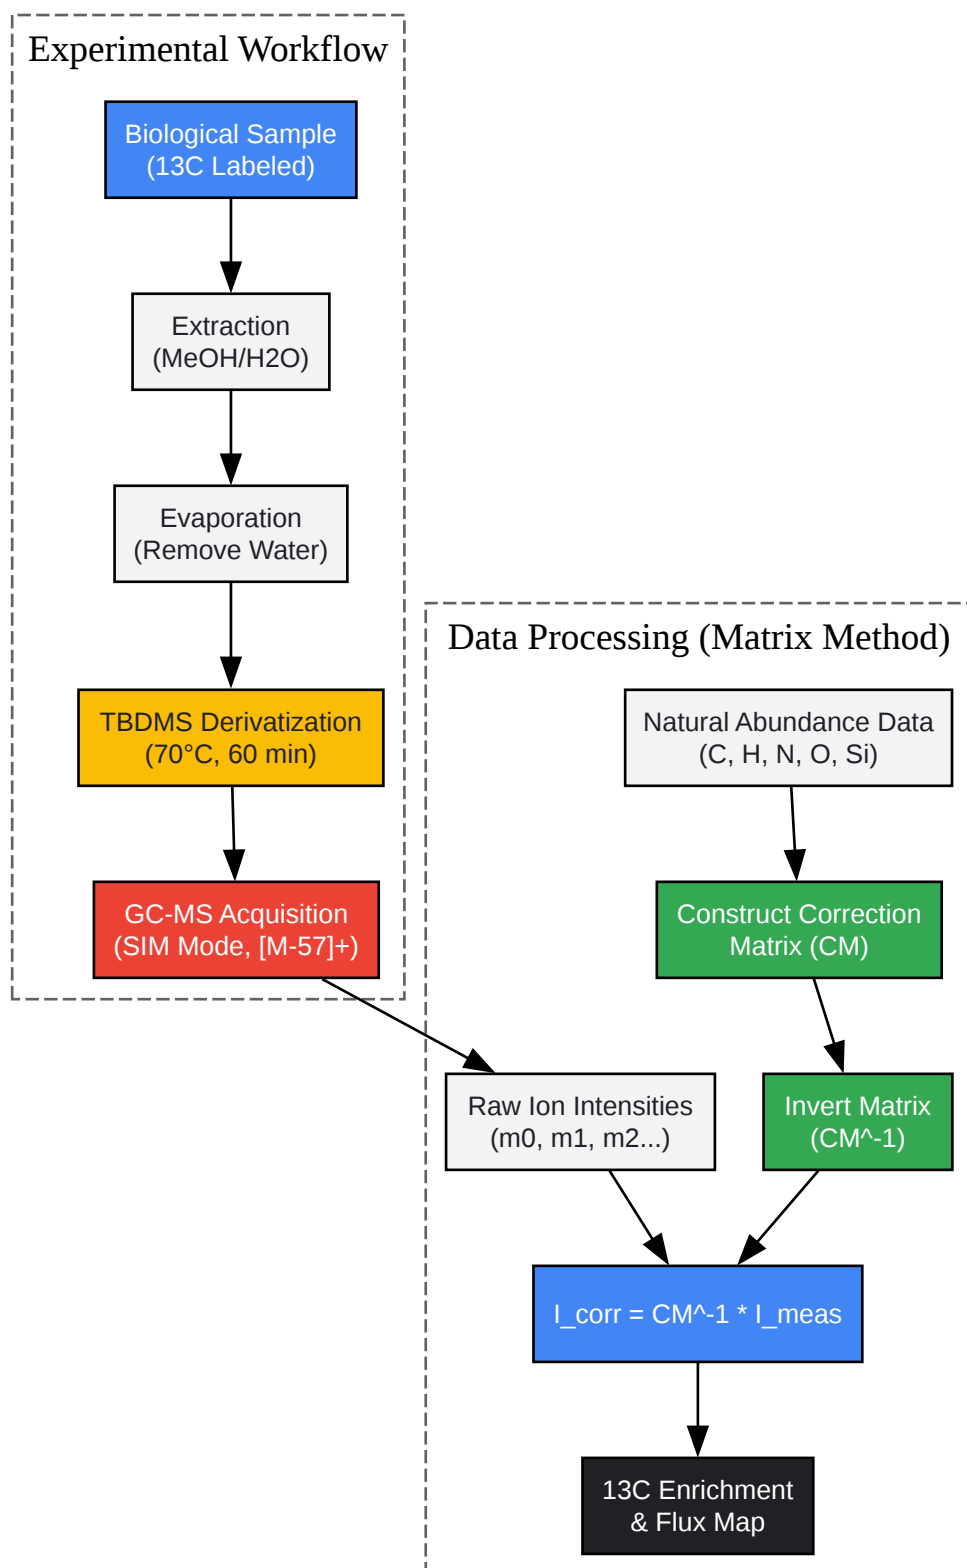 Experimental Workflow
Biological Sample
(13C Labeled)
Extraction
(MeOH/H2O)
Evaporation
(Remove Water)
TBDMS Derivatization
(70°C, 60 min)
GC-MS Acquisition
(SIM Mode, [M-57]+)
Data Processing (Matrix Method)
Natural Abundance Data
(C, H, N, O, Si)
Construct Correction
Matrix (CM)
Raw Ion Intensities
(m0, m1, m2...)
Invert Matrix
(CM^-1)
I_corr = CM^-1 * I_meas
13C Enrichment
& Flux Map